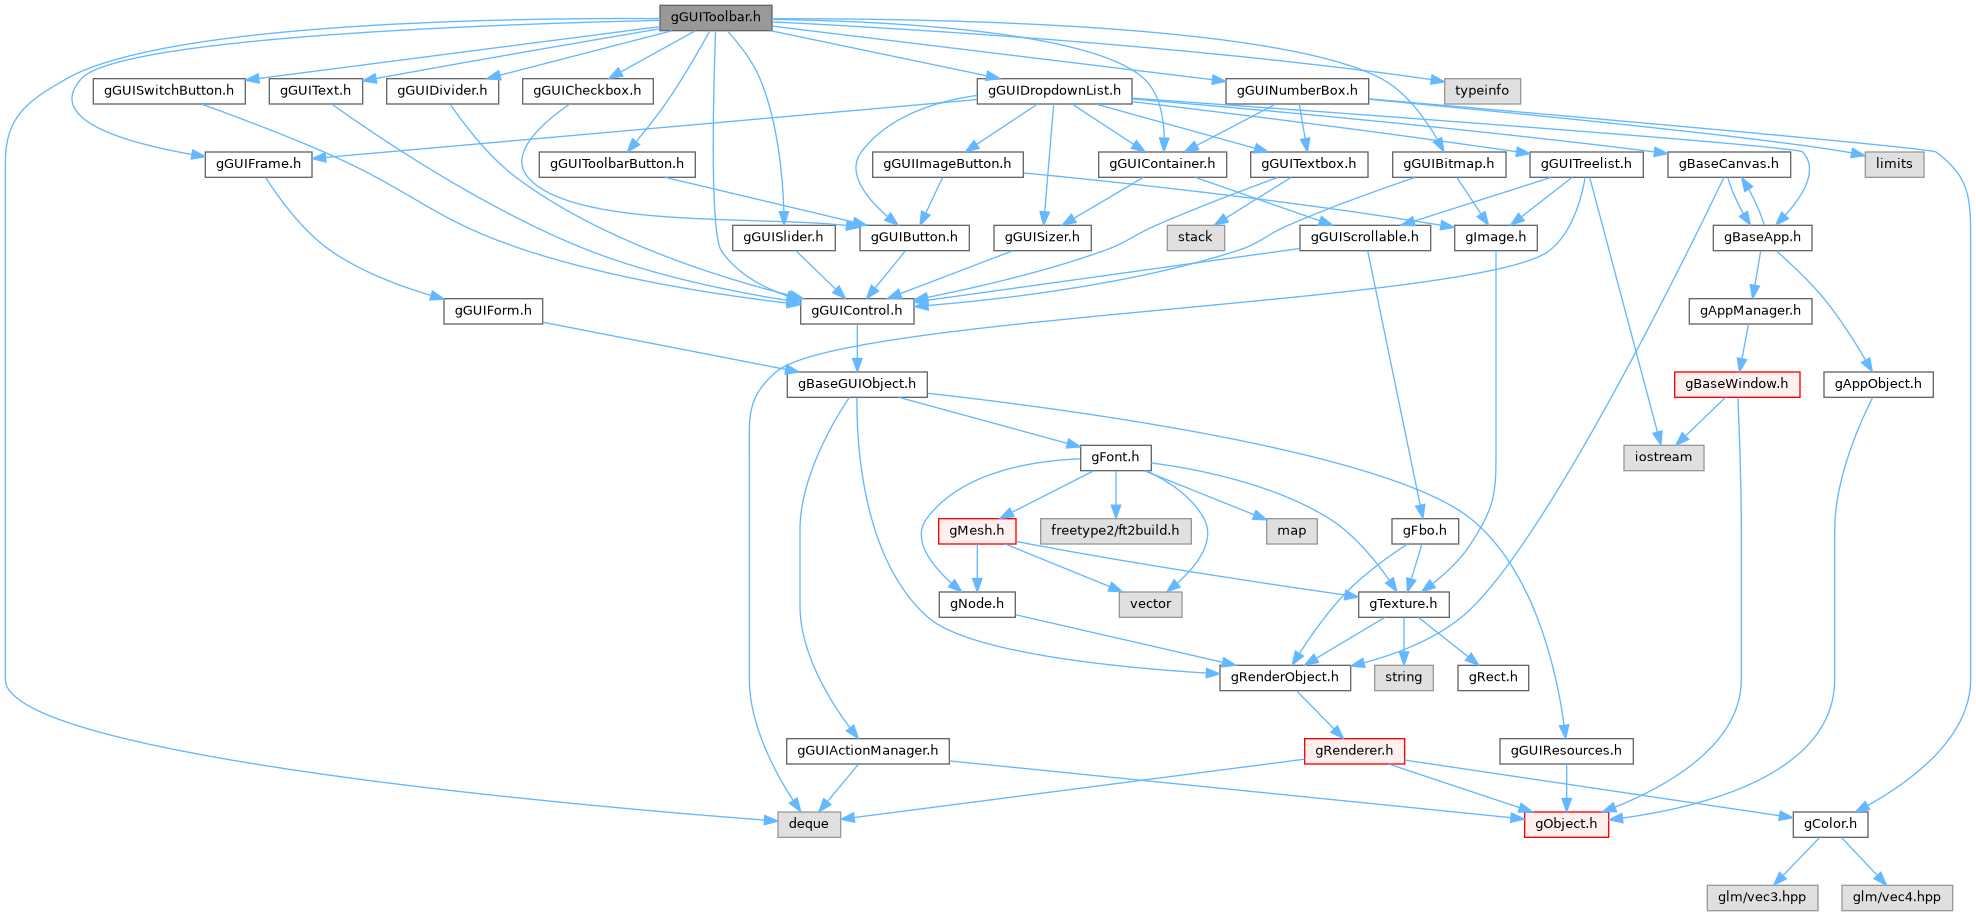 gGUIToolbar.h
gGUISwitchButton.h
gGUIText.h
gGUIDivider.h
gGUICheckbox.h
gGUIDropdownList.h
gGUINumberBox.h
typeinfo
gGUIFrame.h
gGUIToolbarButton.h
gGUIImageButton.h
gGUIContainer.h
gGUITextbox.h
gGUIBitmap.h
gGUITreelist.h
gBaseCanvas.h
limits
gGUISlider.h
gGUIButton.h
gGUISizer.h
stack
gGUIScrollable.h
gImage.h
gBaseApp.h
gGUIForm.h
gGUIControl.h
gAppManager.h
gBaseGUIObject.h
gBaseWindow.h
gAppObject.h
gFont.h
iostream
gMesh.h
freetype2/ft2build.h
map
gFbo.h
gNode.h
vector
gTexture.h
gRenderObject.h
string
gRect.h
gGUIActionManager.h
gRenderer.h
gGUIResources.h
deque
gObject.h
gColor.h
glm/vec3.hpp
glm/vec4.hpp